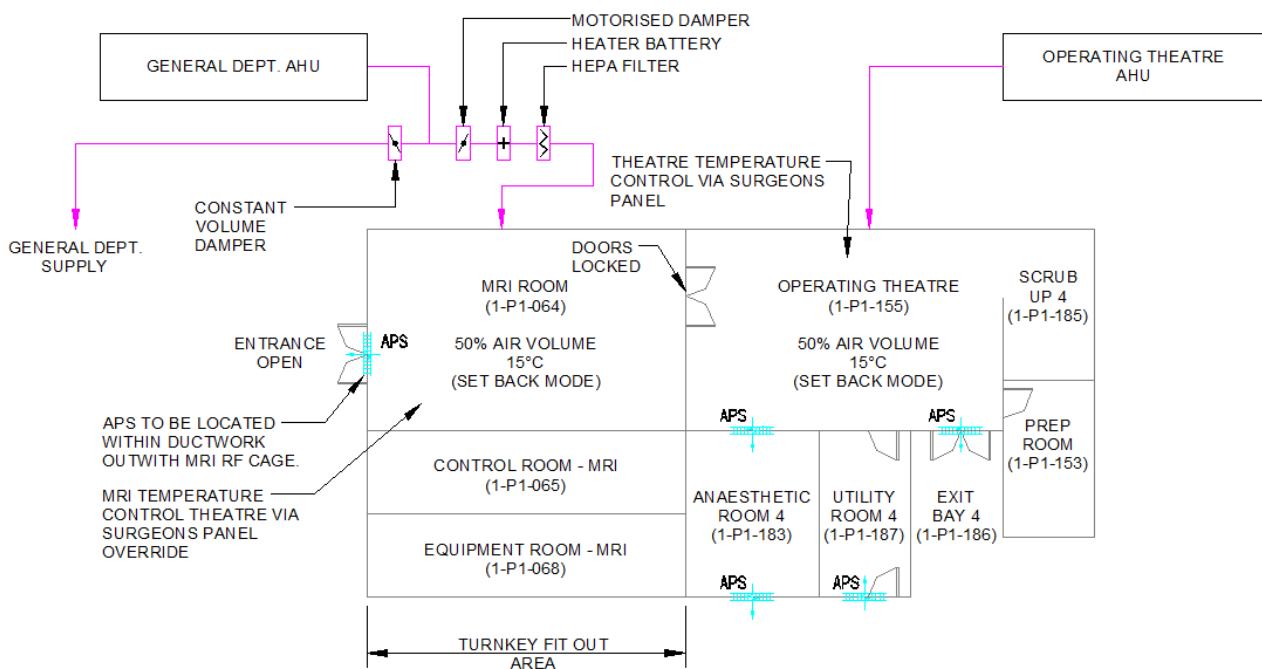 MOTORISED DAMPER
HEATER BATTERY
HEPA FILTER
GENERAL DEPT. AHU
OPERATING THEATRE
AHU
THEATRE TEMPERATURE
CONTROL VIA SURGEONS
PANEL
CONSTANT
VOLUME
DAMPER
GENERAL DEPT.
SUPPLY
DOORS
LOCKED
MRI ROOM
(1-P1-064)
50% AIR VOLUME
15°C
(SET BACK MODE)
OPERATING THEATRE
(1-P1-155)
50% AIR VOLUME
15°C
(SET BACK MODE)
SCRUB
UP 4
(1-P1-185)
ENTRANCE
OPEN
APS
APS TO BE LOCATED
WITHIN DUCTWORK
OUTWITH MRI RF CAGE.
MRI TEMPERATURE
CONTROL THEATRE VIA
SURGEONS PANEL
OVERRIDE
APS
APS
PREP
ROOM
(1-P1-153)
CONTROL ROOM - MRI
(1-P1-065)
EQUIPMENT ROOM - MRI
(1-P1-068)
ANAESTHETIC
ROOM 4
(1-P1-183)
UTILITY
ROOM 4
(1-P1-187)
EXIT
BAY 4
(1-P1-186)
APS
APS
TURNKEY FIT OUT
AREA